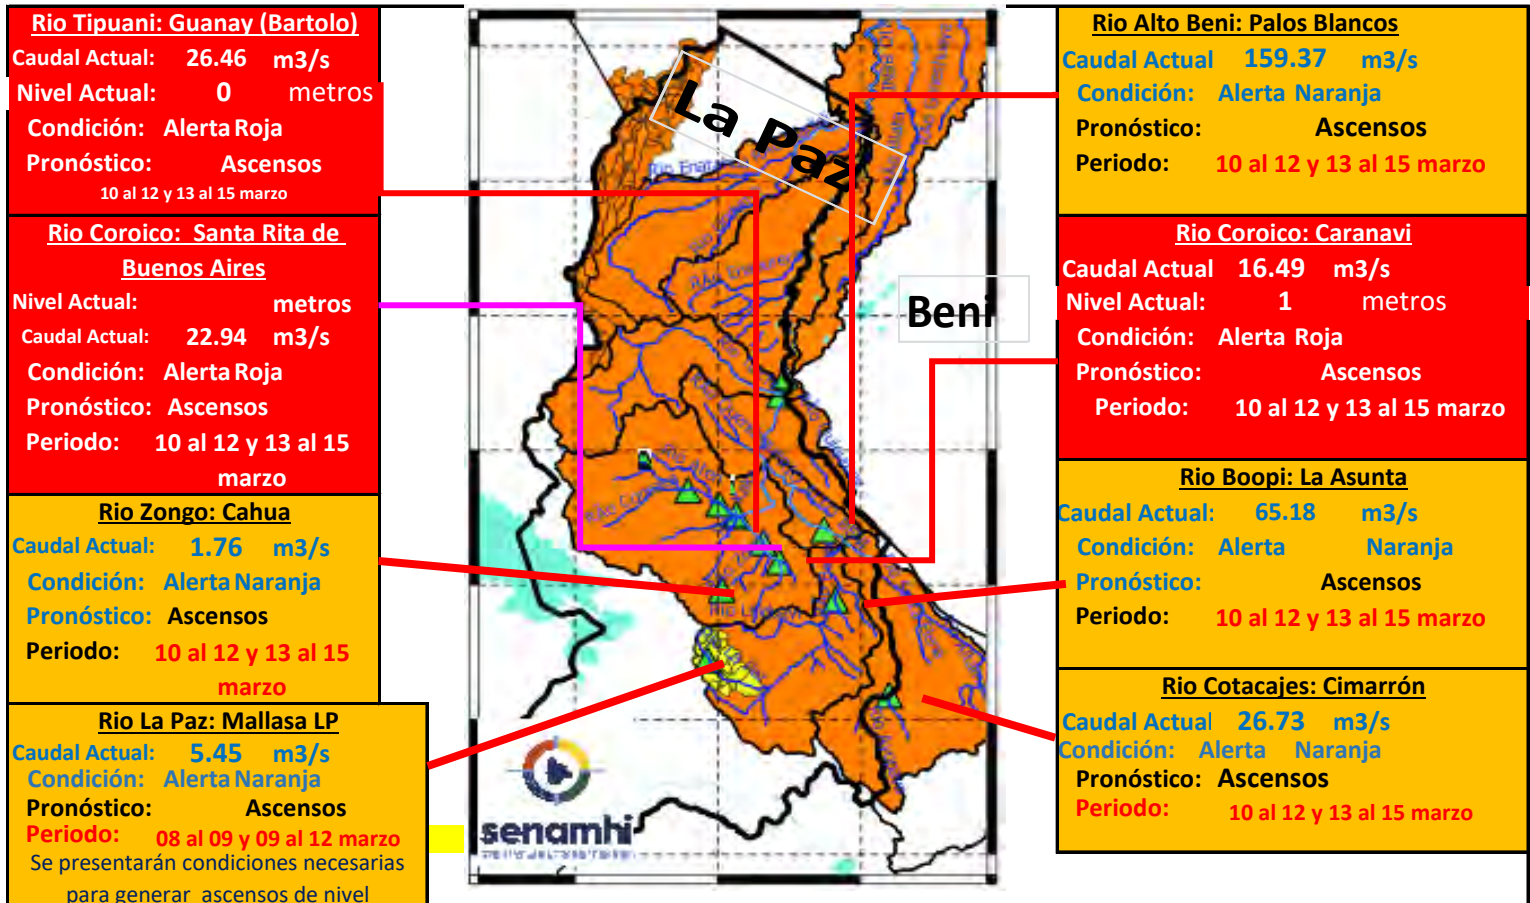 Rio Tipuani: Guanay (Bartolo)
Caudal Actual: 26.46 m3/s
Nivel Actual: 0 metros
Condición: Alerta Roja
Pronóstico: Ascensos
10 al 12 y 13 al 15 marzo
Rio Coroico: Santa Rita de
Buenos Aires
Nivel Actual: metros
Caudal Actual: 22.94 m3/s
Condición: Alerta Roja
Pronóstico: Ascensos
Periodo: 10 al 12 y 13 al 15
marzo
Rio Zongo: Cahua
Caudal Actual: 1.76 m3/s
Condición: Alerta Naranja
Pronóstico: Ascensos
Periodo: 10 al 12 y 13 al 15
marzo
Rio La Paz: Mallasa LP
Caudal Actual: 5.45 m3/s
Condición: Alerta Naranja
Pronóstico: Ascensos
Periodo: 08 al 09 y 09 al 12 marzo
Se presentarán condiciones necesarias
para generar ascensos de nivel
La Paz
Beni
senamhi
Rio Alto Beni: Palos Blancos
Caudal Actual 159.37 m3/s
Condición: Alerta Naranja
Pronóstico: Ascensos
Periodo: 10 al 12 y 13 al 15 marzo
Rio Coroico: Caranavi
Caudal Actual 16.49 m3/s
Nivel Actual: 1 metros
Condición: Alerta Roja
Pronóstico: Ascensos
Periodo: 10 al 12 y 13 al 15 marzo
Rio Boopi: La Asunta
Caudal Actual: 65.18 m3/s
Condición: Alerta Naranja
Pronóstico: Ascensos
Periodo: 10 al 12 y 13 al 15 marzo
Rio Cotacajes: Cimarrón
Caudal Actual 26.73 m3/s
Condición: Alerta Naranja
Pronóstico: Ascensos
Periodo: 10 al 12 y 13 al 15 marzo